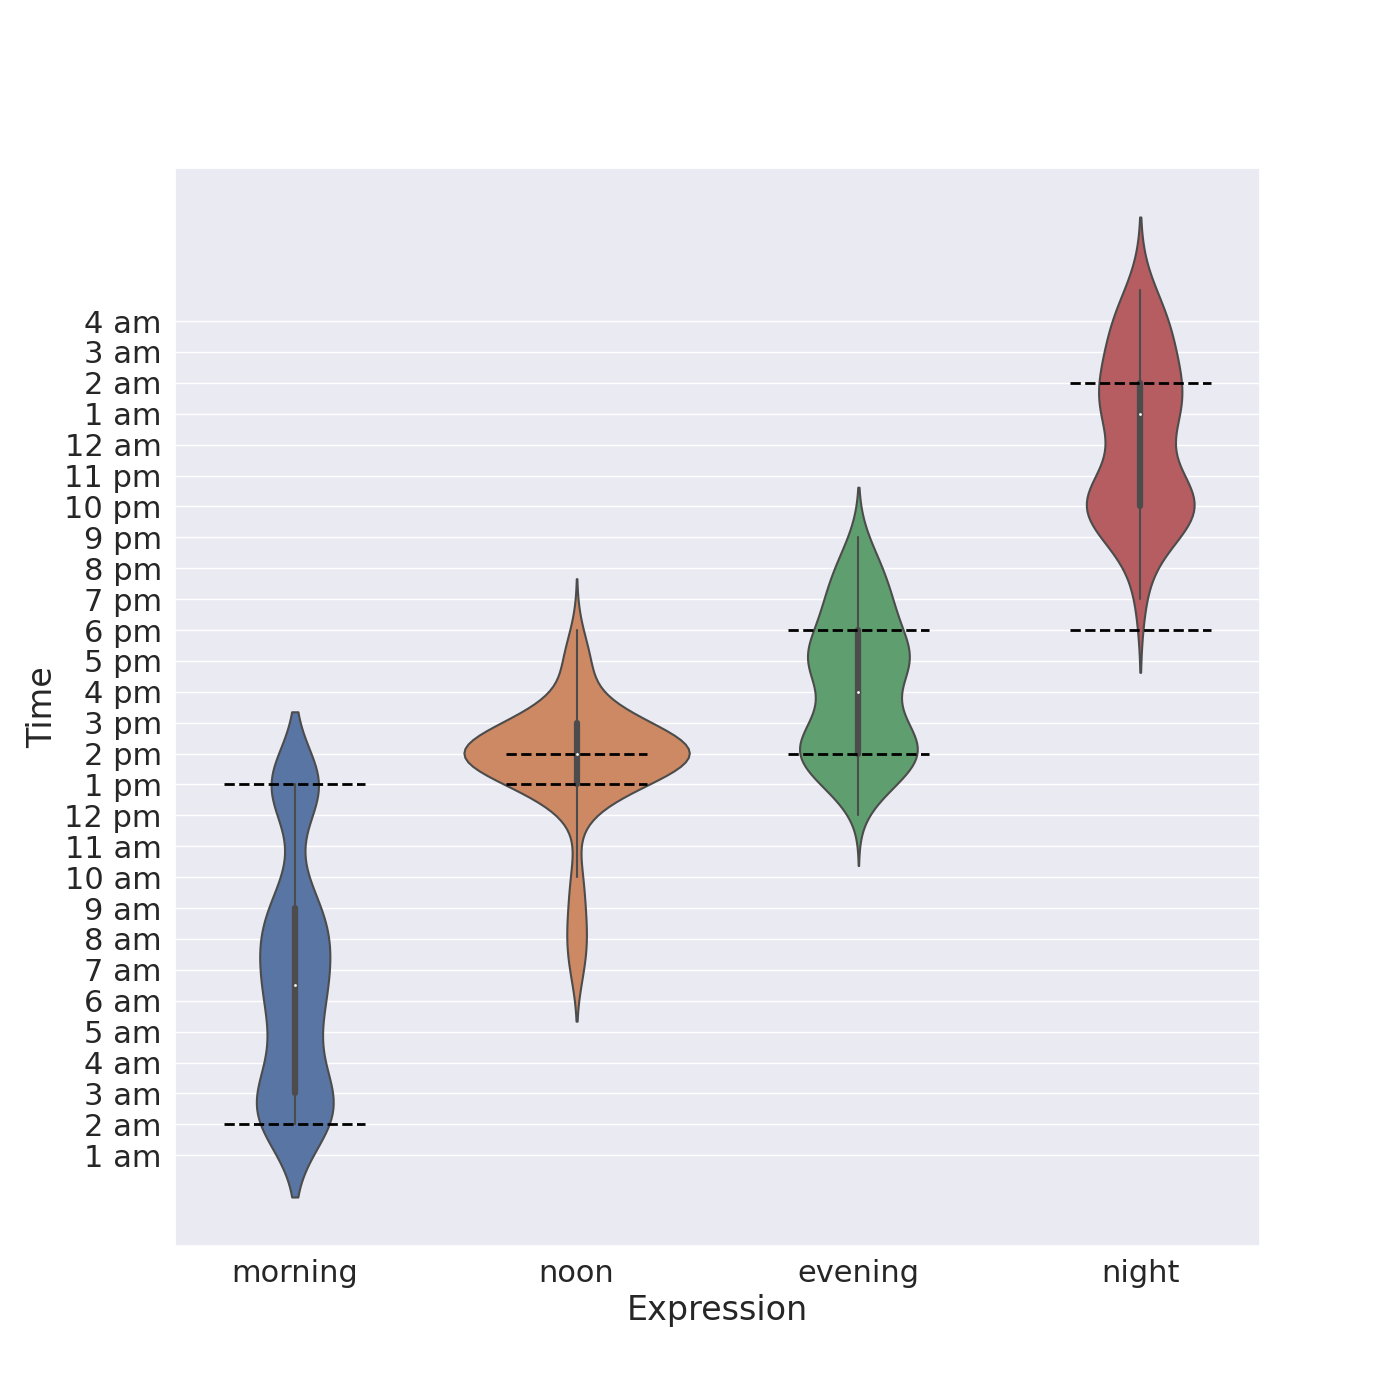 4 am
3 am
2 am
1 am
12 am
11 pm
10 pm
9 pm
8 pm
7 pm
6 pm
5 pm
4 pm
3 pm
2 pm
1 pm
12 pm
11 am
10 am
9 am
8 am
7 am
6 am
5 am
4 am
3 am
2 am
1 am
Time
morning noon evening night
Expression